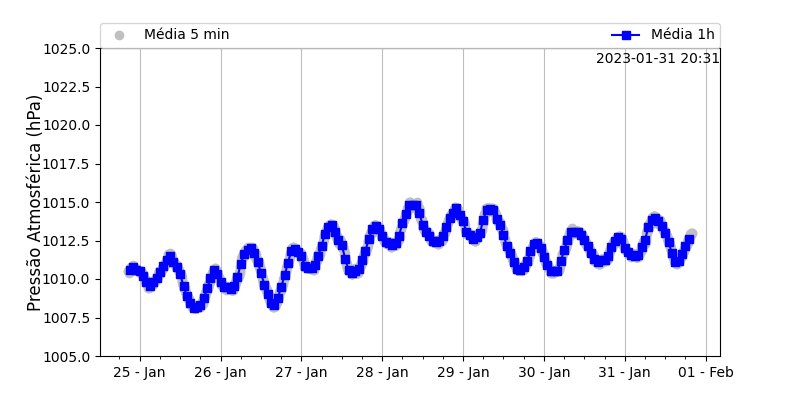 Média 5 min
Média 1h
2023-01-31 20:31
Pressão Atmosférica (hPa)
1025.0
1022.5
1020.0
1017.5
1015.0
1012.5
1010.0
1007.5
1005.0
25 - Jan
26 - Jan
27 - Jan
28 - Jan
29 - Jan
30 - Jan
31 - Jan
01 - Feb